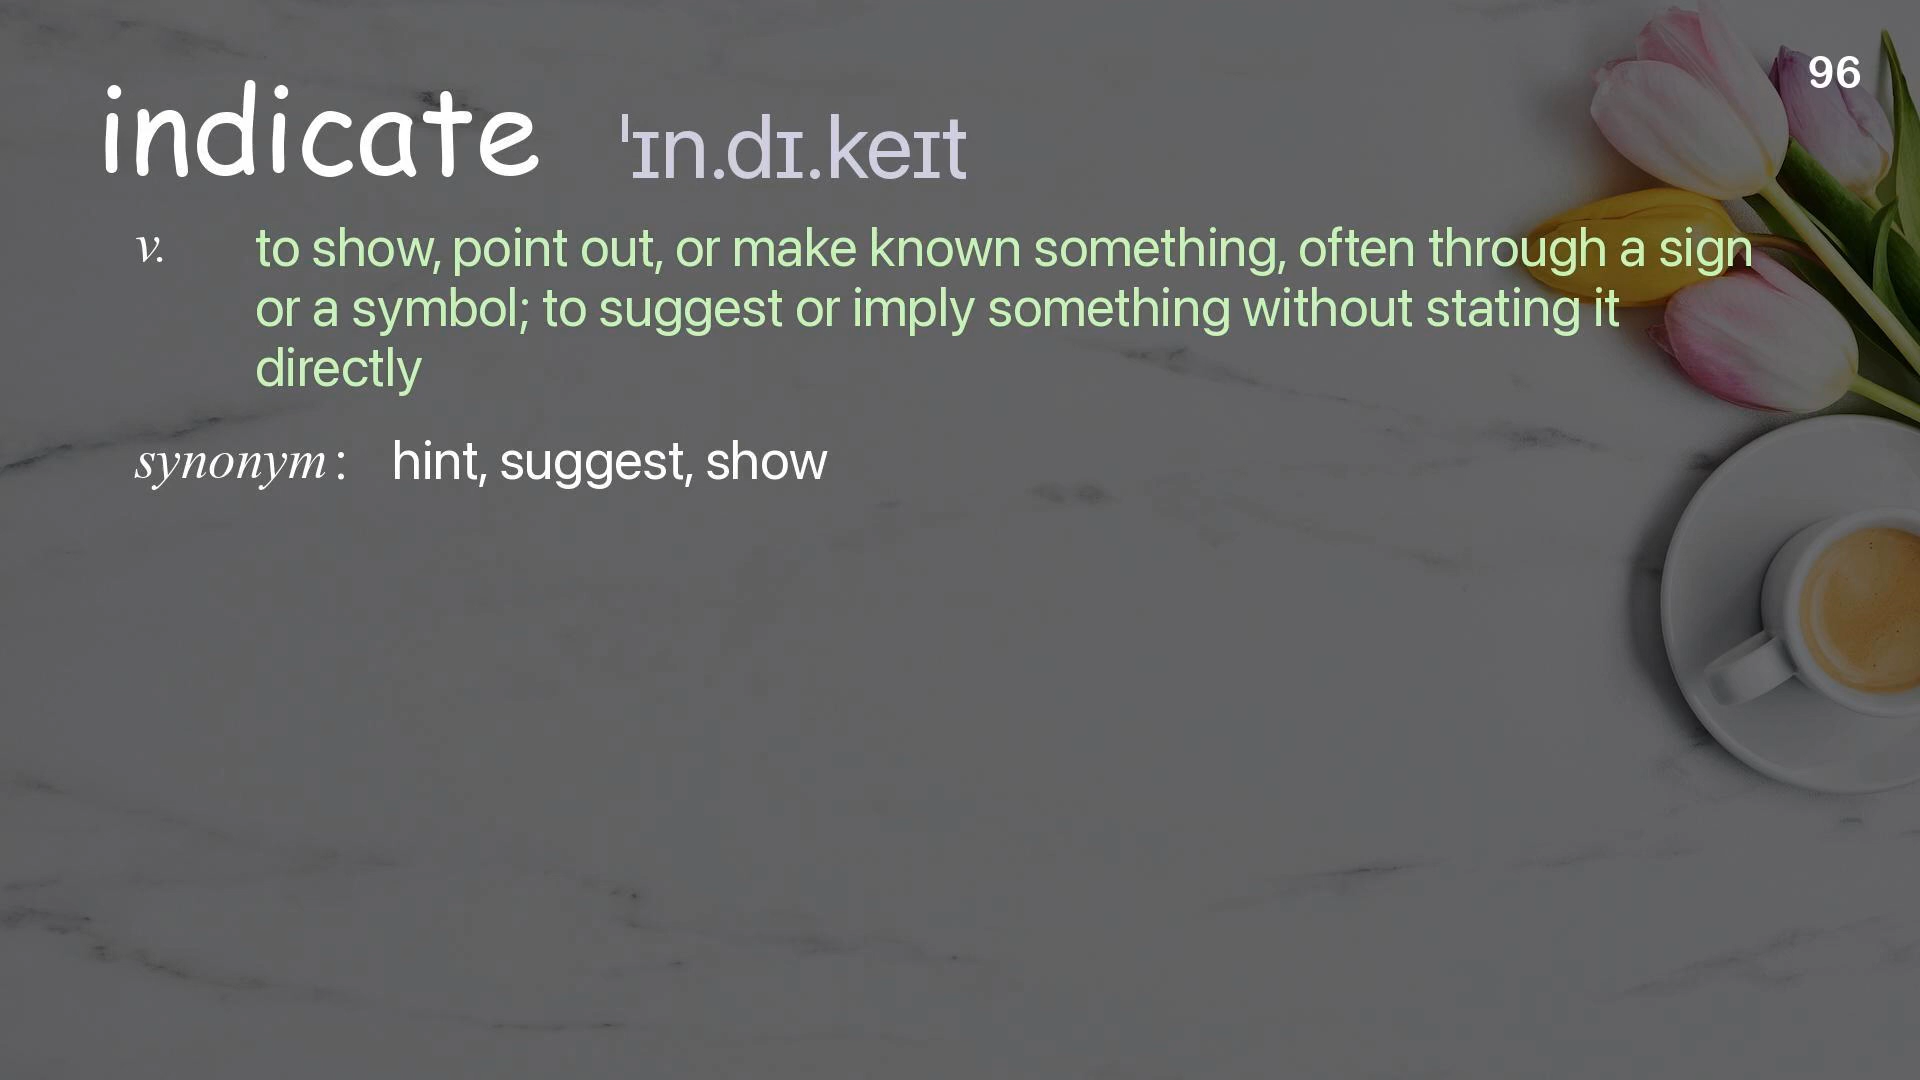 96
indicate ˈɪn.dɪ.keɪt
v. to show, point out, or make known something, often through a sign
or a symbol; to suggest or imply something without stating it
directly
synonym: hint, suggest, show